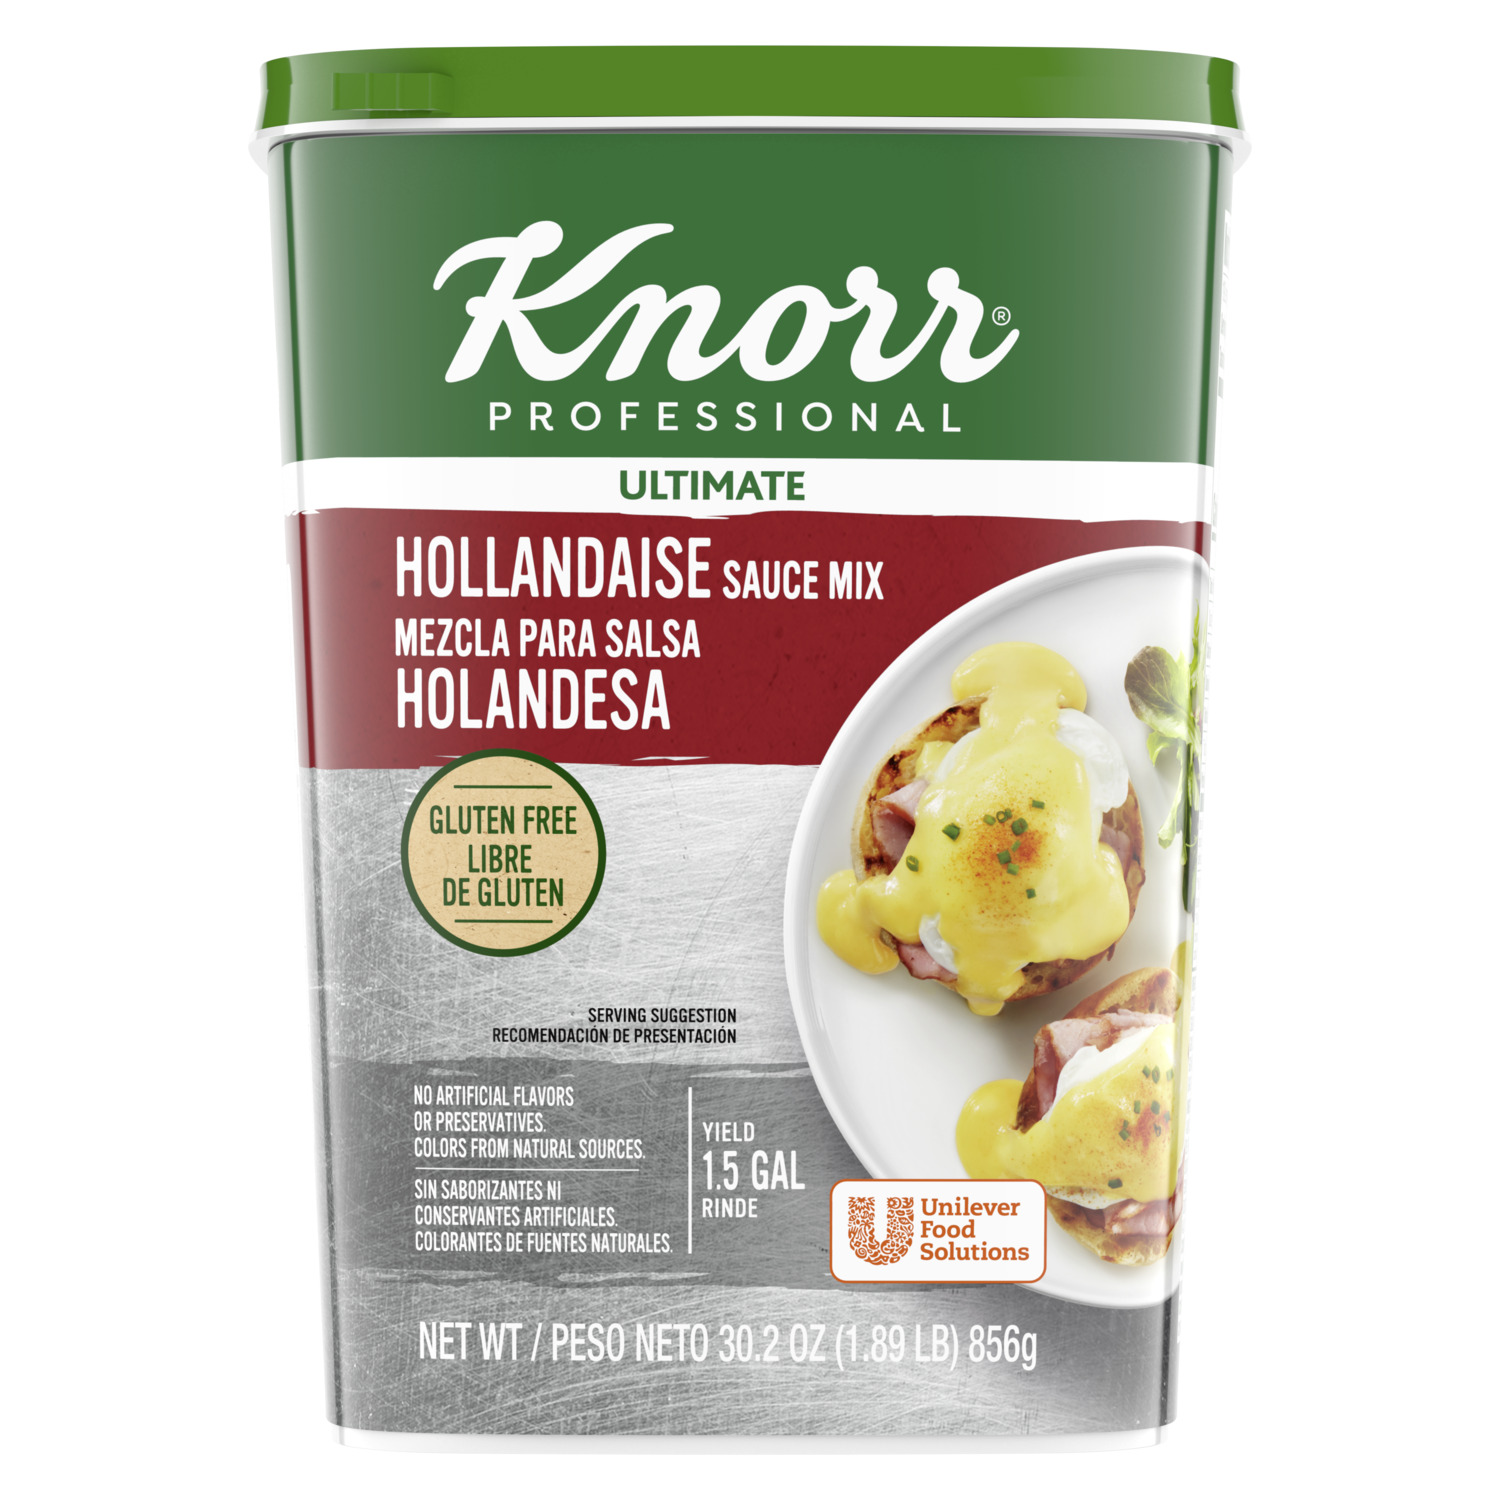 Knorr®
PROFESSIONAL
ULTIMATE
HOLLANDAISE SAUCE MIX
MEZCLA PARA SALSA
HOLANDESA
GLUTEN FREE
LIBRE
DE GLUTEN
SERVING SUGGESTION
RECOMENDACIÓN DE PRESENTACIÓN
NO ARTIFICIAL FLAVORS
OR PRESERVATIVES.
COLORS FROM NATURAL SOURCES.
SIN SABORIZANTES NI
CONSERVANTES ARTIFICIALES.
COLORANTES DE FUENTES NATURALES.
YIELD
1.5 GAL
RINDE
Unilever
Food
Solutions
NET WT / PESO NETO 30.2 OZ (1.89 LB) 856g